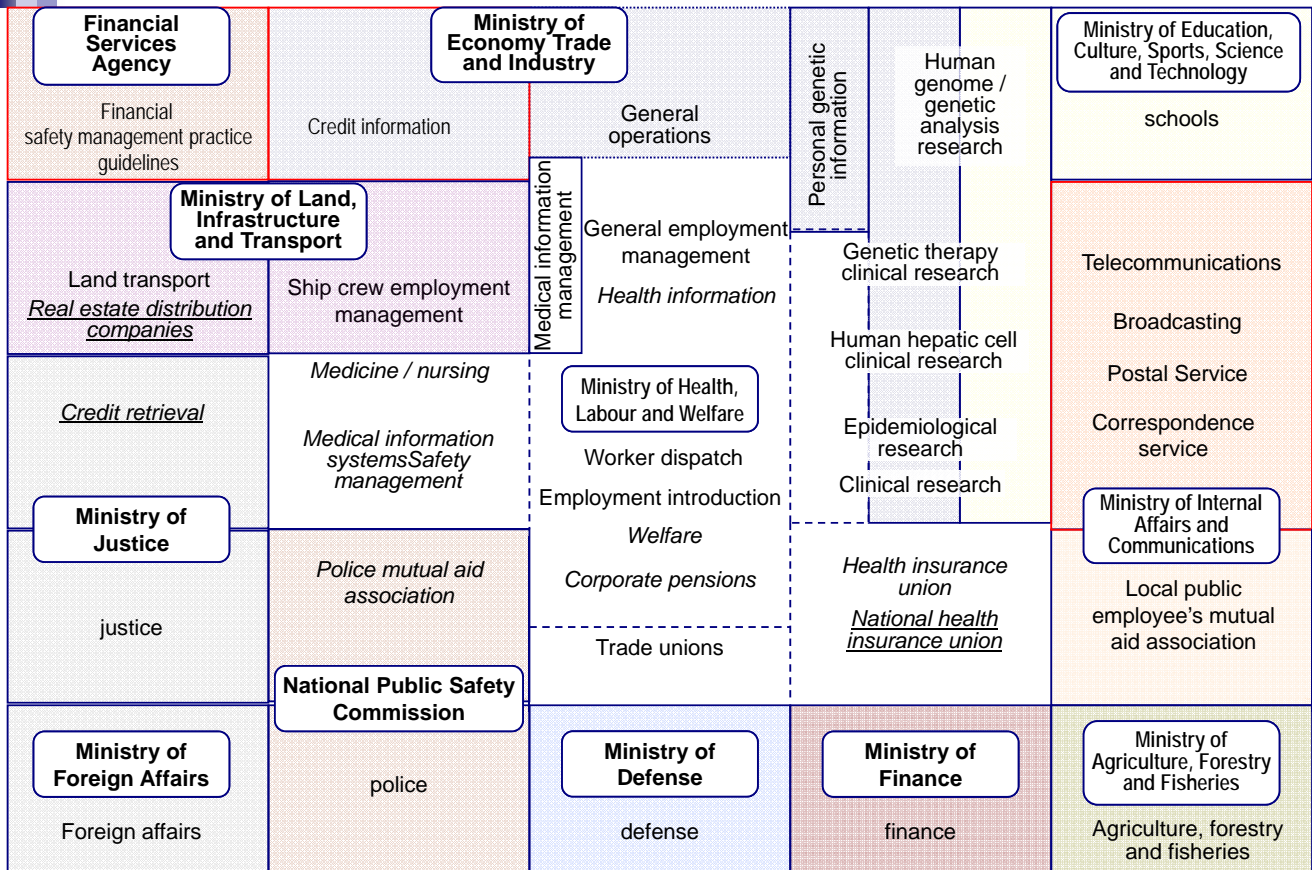 Financial
Services
Agency
Financial
safety management practice
guidelines
Ministry of
Economy Trade
and Industry
Credit information
General
operations
Personal genetic
information
Human
genome /
genetic
analysis
research
Ministry of Education,
Culture, Sports, Science
and Technology
schools
Ministry of Land,
Infrastructure
and Transport
Land transport
Real estate distribution
companies
Ship crew employment
management
Medical information
management
General employment
management
Health information
Genetic therapy
clinical research
Human hepatic cell
clinical research
Epidemiological
research
Clinical research
Telecommunications
Broadcasting
Postal Service
Correspondence
service
Credit retrieval
Medicine / nursing
Medical information
systemsSafety
management
Ministry of Health,
Labour and Welfare
Worker dispatch
Employment introduction
Welfare
Corporate pensions
Trade unions
Ministry of
Justice
justice
Police mutual aid
association
Health insurance
union
National health
insurance union
Ministry of Internal
Affairs and
Communications
Local public
employee's mutual
aid association
National Public Safety
Commission
police
Ministry of
Foreign Affairs
Foreign affairs
Ministry of
Defense
defense
Ministry of
Finance
finance
Ministry of
Agriculture, Forestry
and Fisheries
Agriculture, forestry
and fisheries